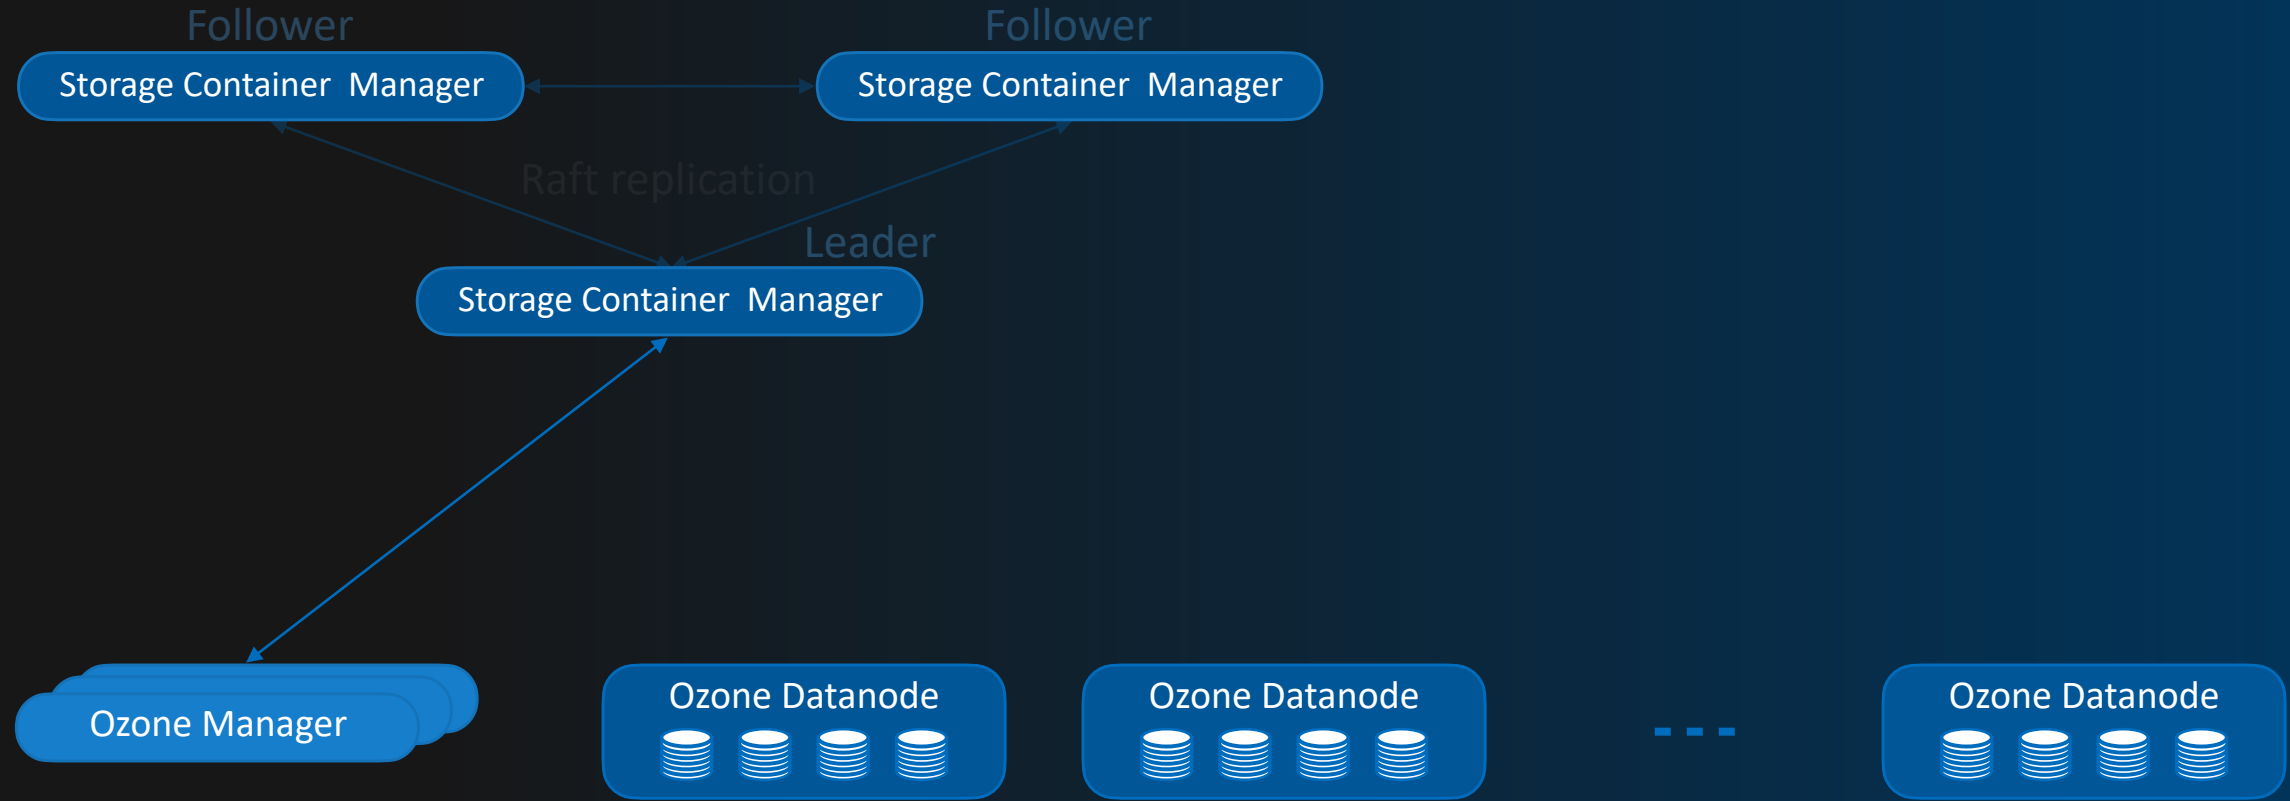 Follower
Follower
Storage Container  Manager
Storage Container  Manager
Raft replication
Leader
Storage Container  Manager
Ozone Manager
Ozone Datanode
Ozone Datanode
Ozone Datanode